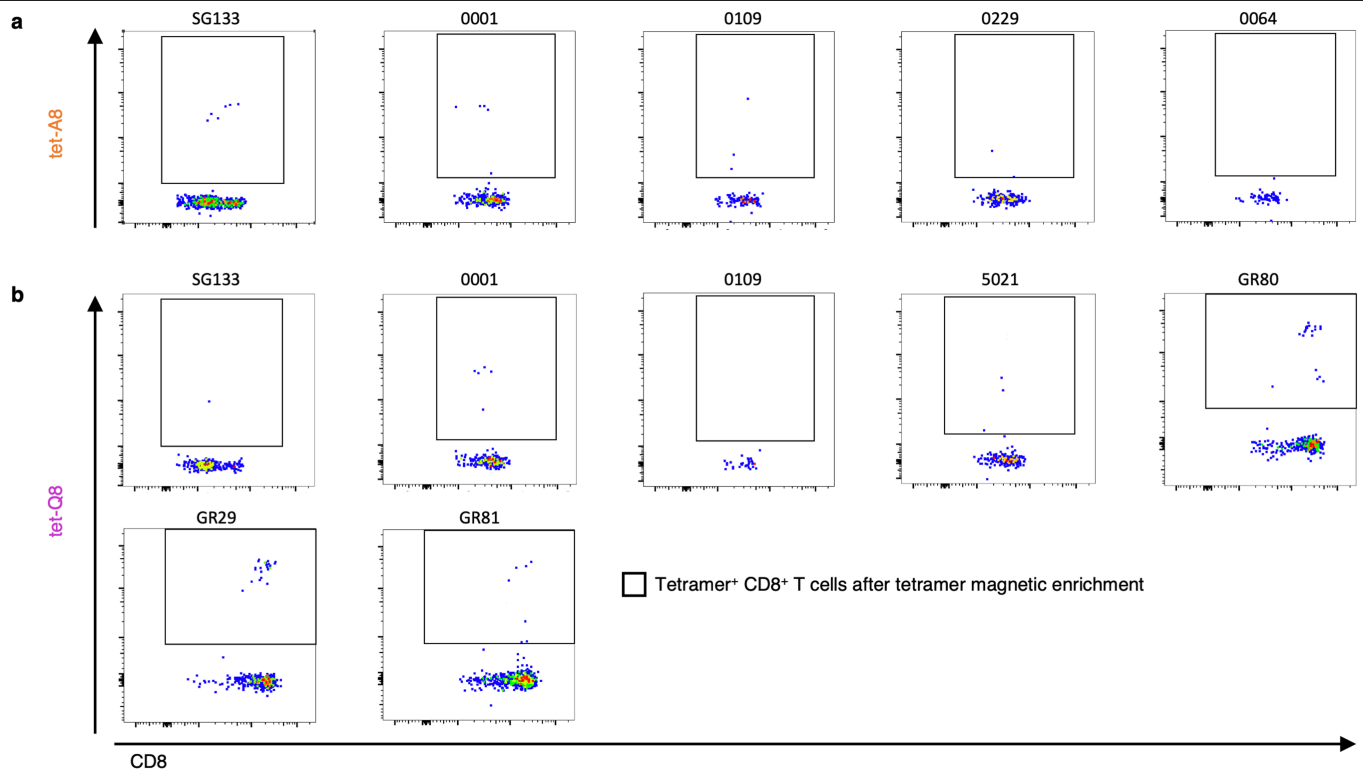 a
SG133
0001
0109
0229
0064
tet-A8
b
SG133
0001
0109
5021
GR80
tet-Q8
GR29
GR81
Tetramer⁺ CD8⁺ T cells after tetramer magnetic enrichment
CD8